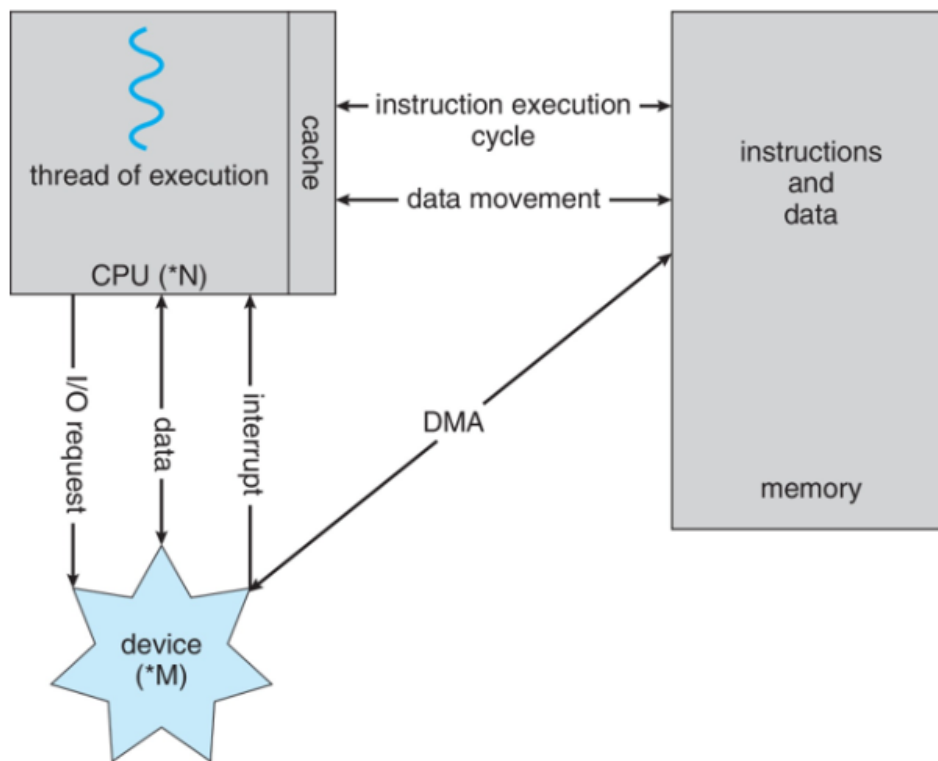 thread of execution
CPU (*N)
cache
instruction execution
cycle
data movement
instructions
and
data
memory
I/O request
data
interrupt
DMA
device
(*M)